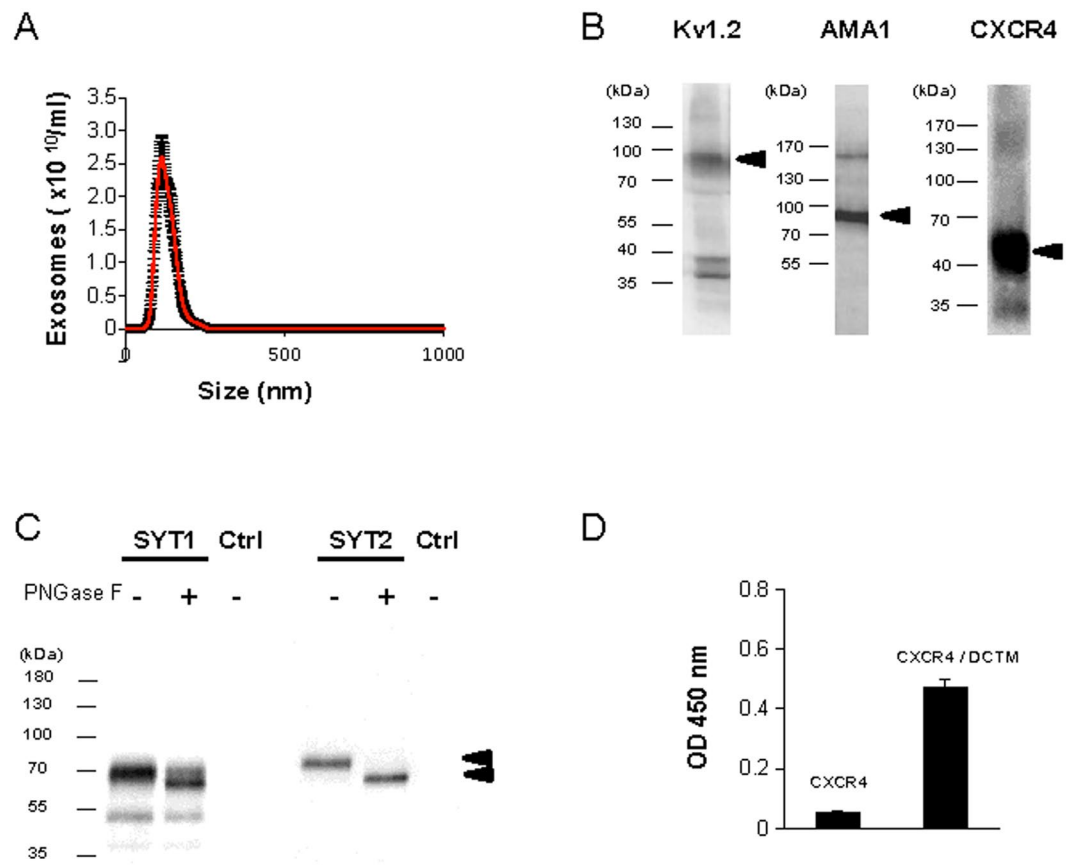 A
Exosomes ( x10 10/ml)
3.5
3.0
2.5
2.0
1.5
1.0
0.5
0
0
500
1000
Size (nm)
B
Kv1.2
AMA1
CXCR4
(kDa)
130
100
70
55
40
35
(kDa)
170
130
100
70
55
(kDa)
170
130
100
70
40
35
C
SYT1
Ctrl
SYT2
Ctrl
PNGase F - + - - + -
(kDa)
180
130
100
70
55
35
D
OD 450 nm
0.8
0.6
0.4
0.2
0
CXCR4
CXCR4 / DCTM